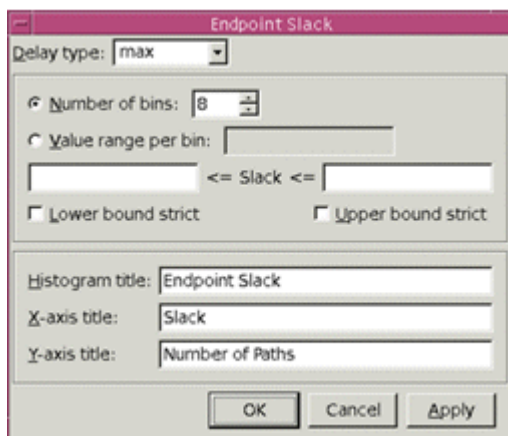 Endpoint Slack
Delay type: max
Number of bins: 8
Value range per bin:
<= Slack <=
Lower bound strict Upper bound strict
Histogram title: Endpoint Slack
X-axis title: Slack
Y-axis title: Number of Paths
OK Cancel Apply